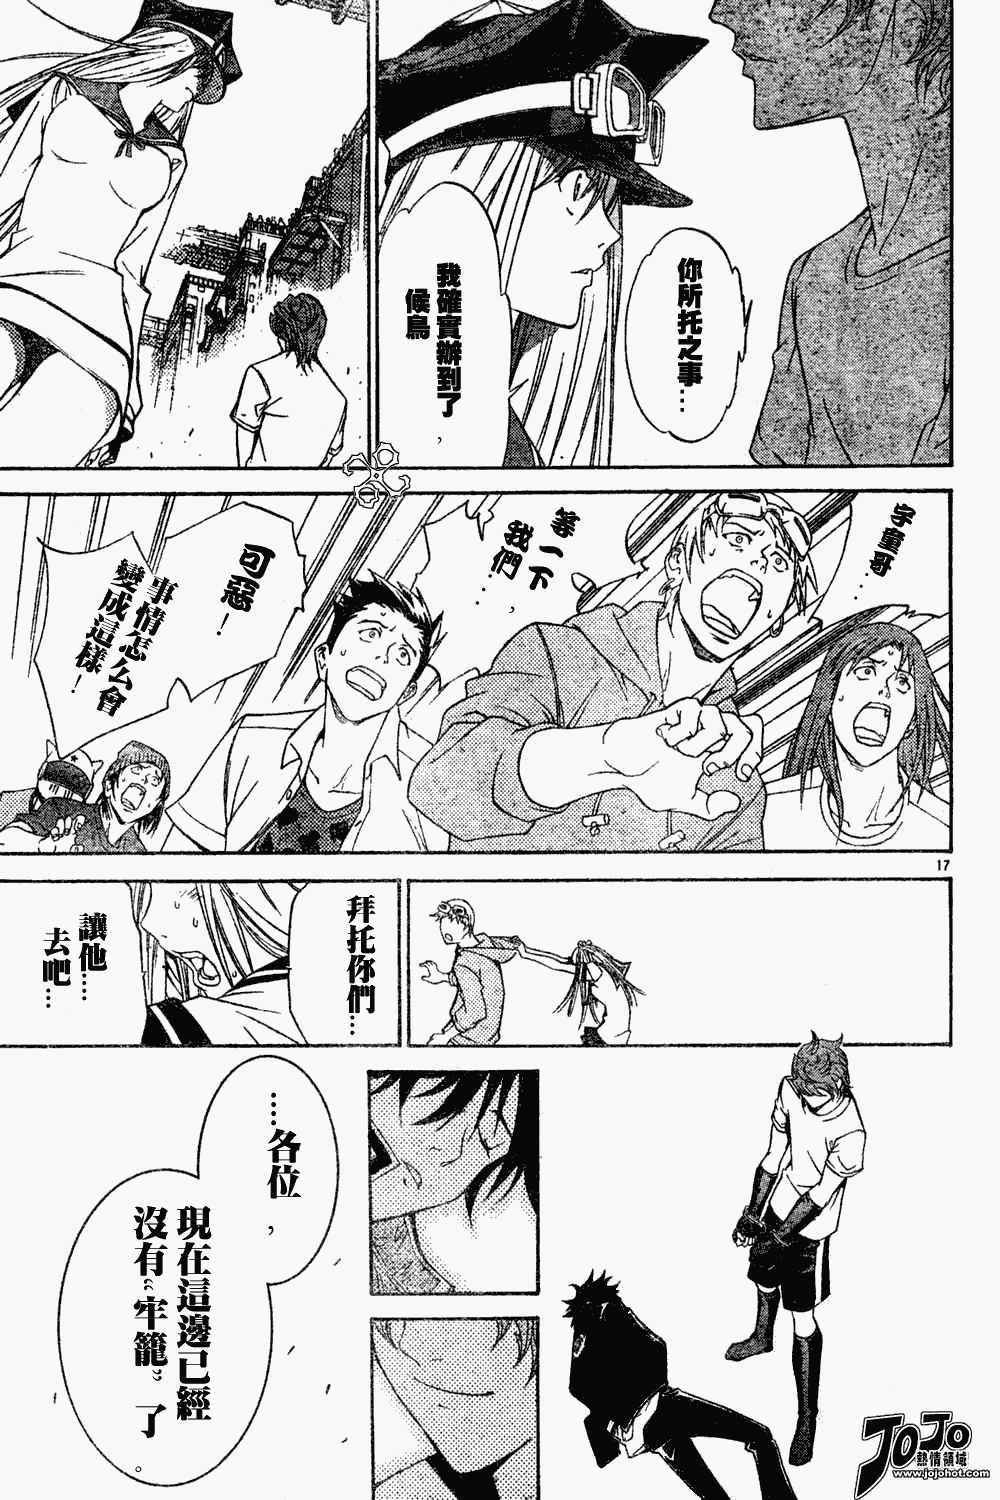 你所托之事…
我確實辦到了，
候鳥
宇童哥…
等一下
我們…，
可惡！
事情怎么會
變成這樣！
17
拜托你們…
讓他…
去吧…
…各位，
現在這邊已經
沒有“牢籠”了。
JoJo
熱情領域
www.jojohot.com